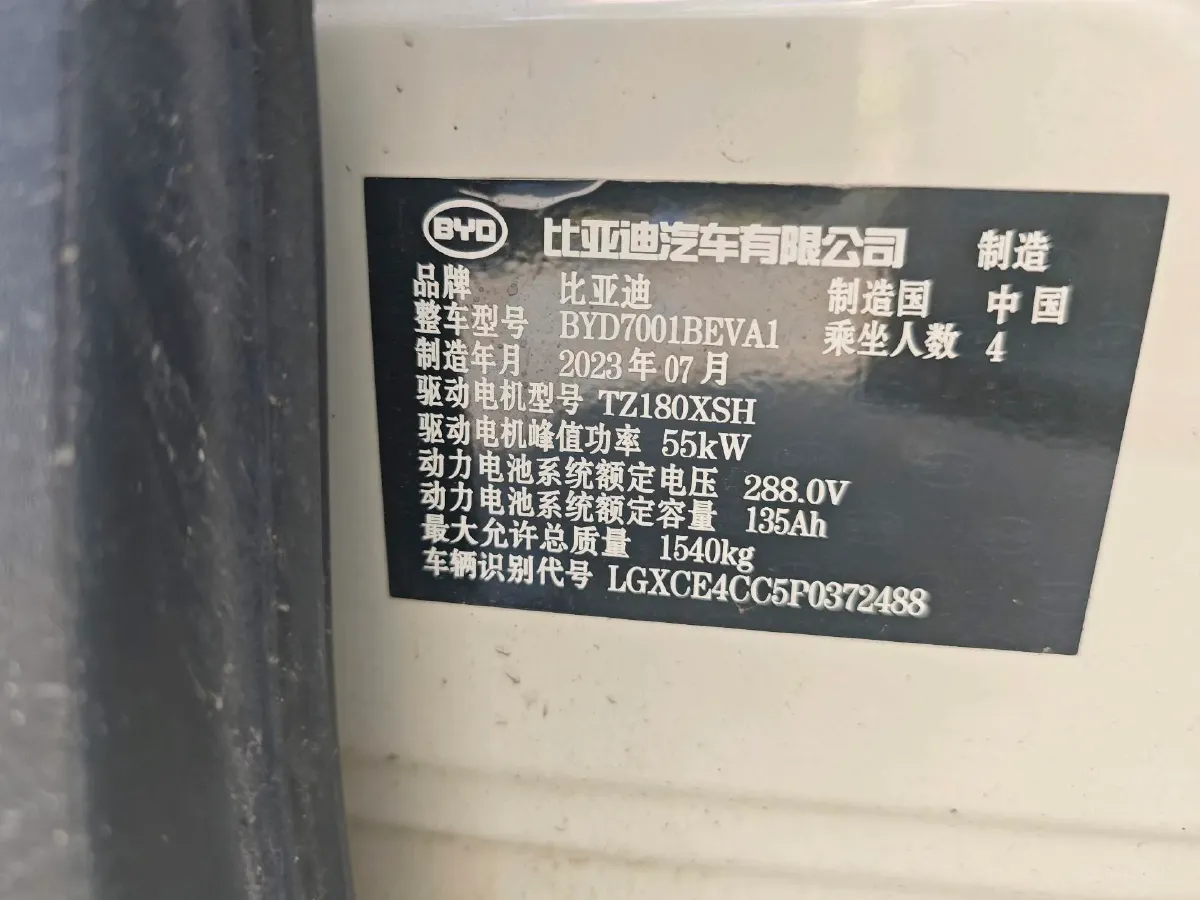 BYD 比亚迪汽车有限公司 制造
品牌 比亚迪 制造国 中国
整车型号 BYD7001BEVA1 乘坐人数 4
制造年月 2023年07月
驱动电机型号 TZ180XSH
驱动电机峰值功率 55kW
动力电池系统额定电压 288.0V
动力电池系统额定容量 135Ah
最大允许总质量 1540kg
车辆识别代号 LGXCE4CC5P0372488